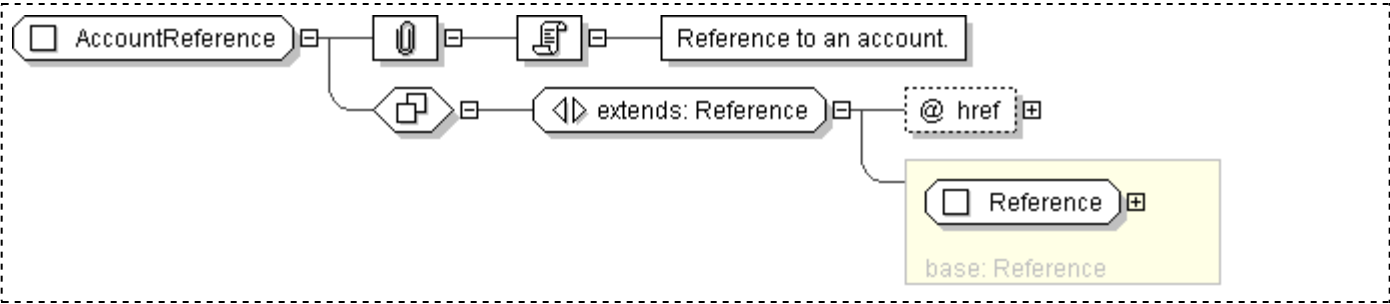 AccountReference
Reference to an account.
extends: Reference
@ href
Reference
base: Reference